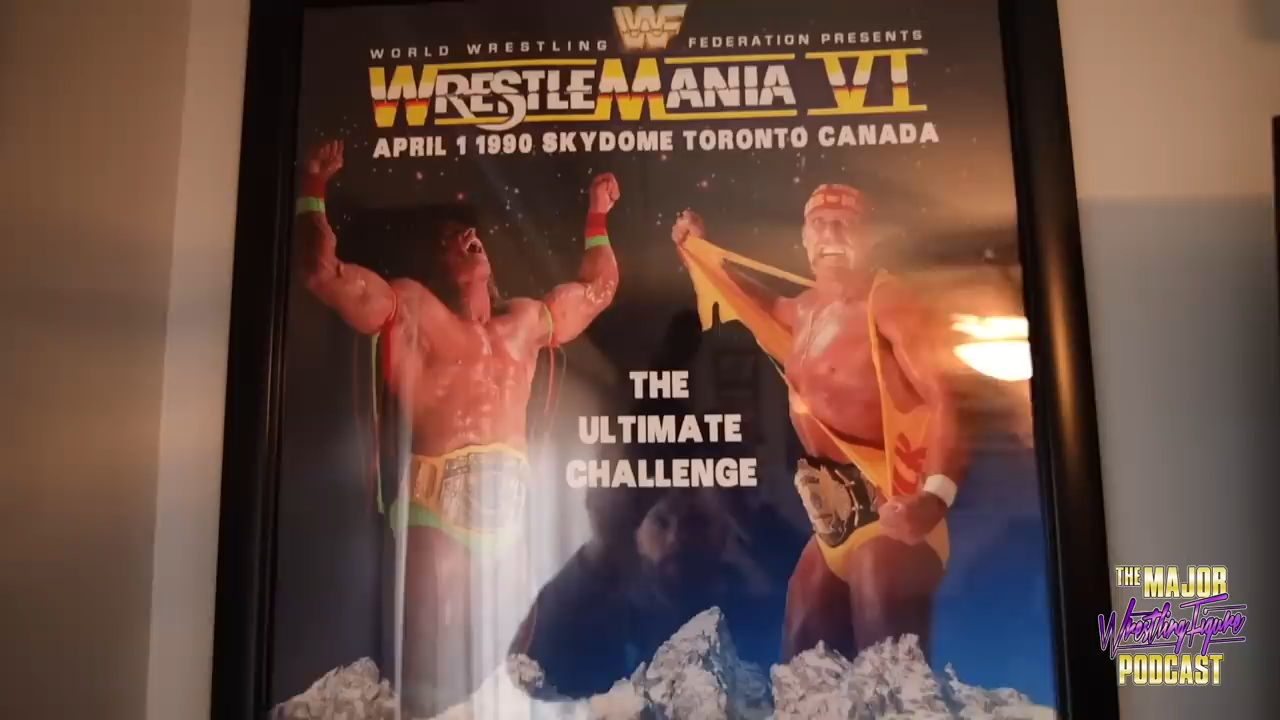 WF
WORLD WRESTLING FEDERATION PRESENTS
WRESTLEMANIA VI
APRIL 1 1990 SKYDOME TORONTO CANADA
THE
ULTIMATE
CHALLENGE
THE MAJOR
Wrestling Figure
PODCAST